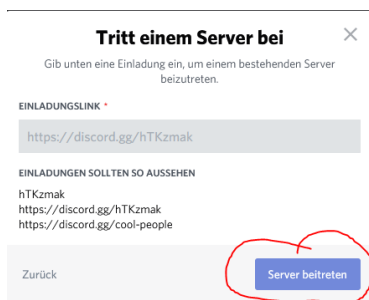 Tritt einem Server bei
Gib unten eine Einladung ein, um einem bestehenden Server
beizutreten.
EINLADUNGSLINK *
https://discord.gg/hTKzmak
EINLADUNGEN SOLLTEN SO AUSSEHEN
hTKzmak
https://discord.gg/hTKzmak
https://discord.gg/cool-people
Zurück
Server beitreten